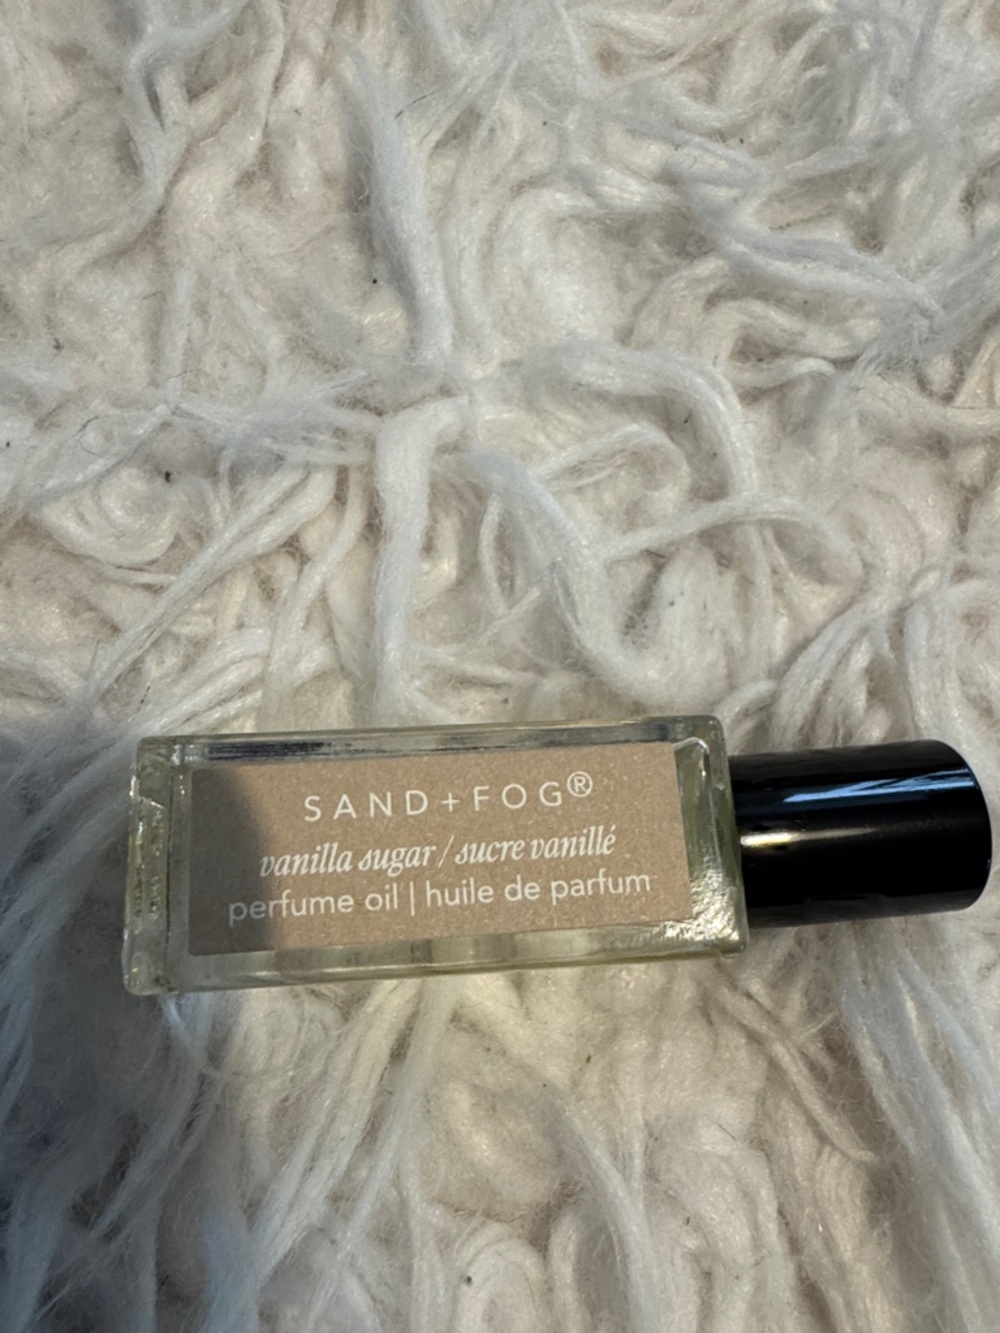 SAND+FOG®
vanilla sugar / sucre vanillé
perfume oil | huile de parfum